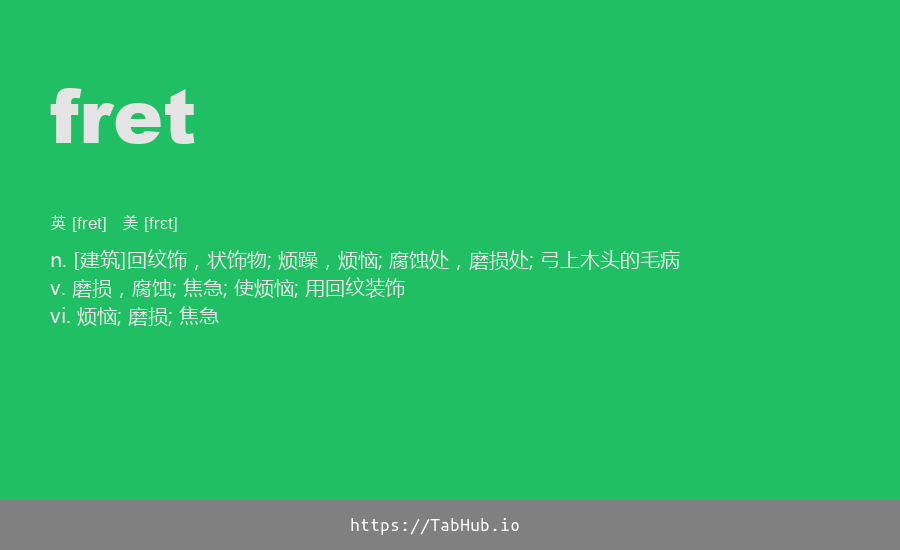 fret
英 [fret] 美 [frɛt]
n. [建筑]回纹饰，状饰物; 烦躁，烦恼; 腐蚀处，磨损处; 弓上木头的毛病
v. 磨损，腐蚀; 焦急; 使烦恼; 用回纹装饰
vi. 烦恼; 磨损; 焦急
https://TabHub.io